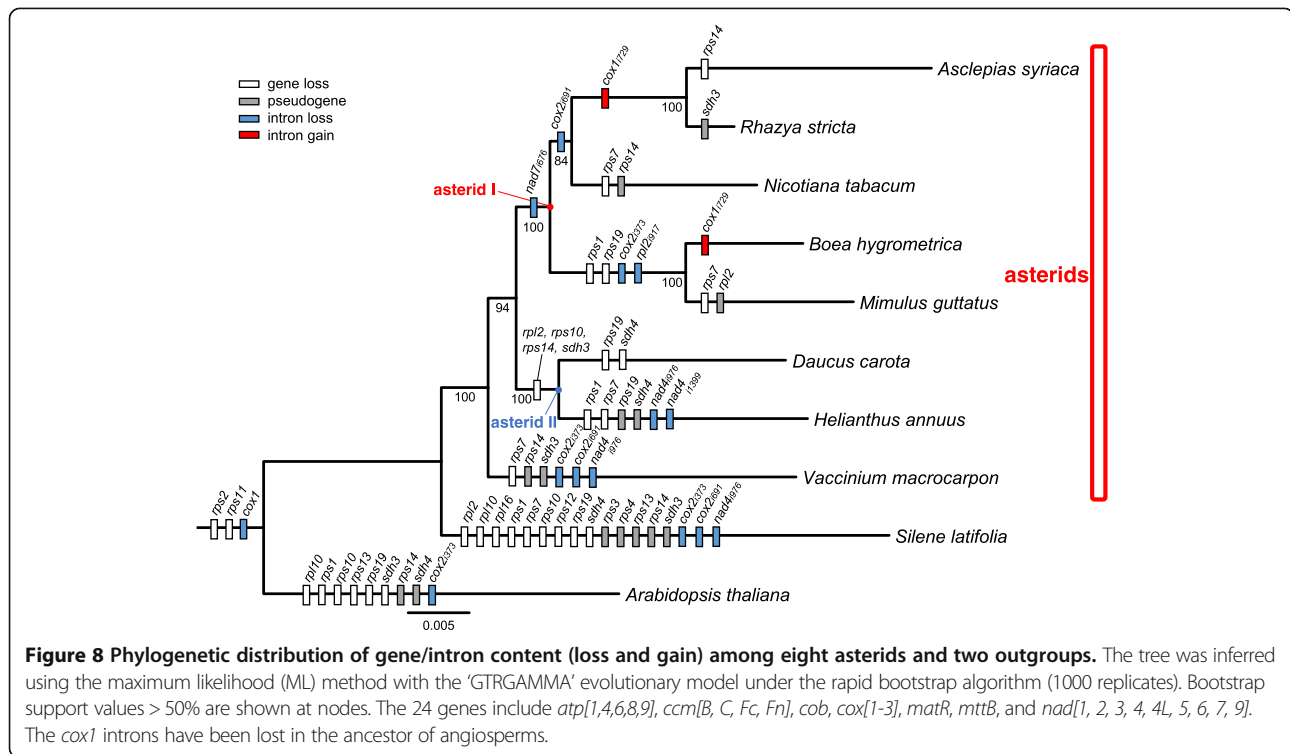 gene loss
pseudogene
intron loss
intron gain
rps14
Asclepias syriaca
cox1i729
100
sdh3
Rhazya stricta
cox2i691
84
rps7
rps14
Nicotiana tabacum
nad7i676
asterid I
100
cox1i729
Boea hygrometrica
rps1
rps19
cox2i373
rpl2i917
100
rps7
rpl2
Mimulus guttatus
asterids
94
rpl2, rps10,
rps14, sdh3
rps19
sdh4
Daucus carota
100
asterid II
rps1
rps7
rps19
sdh4
nad4i976
nad4
i1399
Helianthus annuus
100
rps7
rps14
sdh3
cox2i373
cox2i691
nad4
i976
Vaccinium macrocarpon
rps2
rps11
cox1
rpl2
rpl10
rpl16
rps1
rps7
rps10
rps12
rps19
sdh4
rps3
rps4
rps13
rps14
sdh3
cox2i373
cox2i691
nad4i976
Silene latifolia
rpl10
rps1
rps10
rps13
rps19
sdh3
rps14
sdh4
cox2i373
Arabidopsis thaliana
0.005
Figure 8 Phylogenetic distribution of gene/intron content (loss and gain) among eight asterids and two outgroups. The tree was inferred
using the maximum likelihood (ML) method with the 'GTRGAMMA' evolutionary model under the rapid bootstrap algorithm (1000 replicates). Bootstrap
support values > 50% are shown at nodes. The 24 genes include atp[1,4,6,8,9], ccm[B, C, Fc, Fn], cob, cox[1-3], matR, mttB, and nad[1, 2, 3, 4, 4L, 5, 6, 7, 9].
The cox1 introns have been lost in the ancestor of angiosperms.